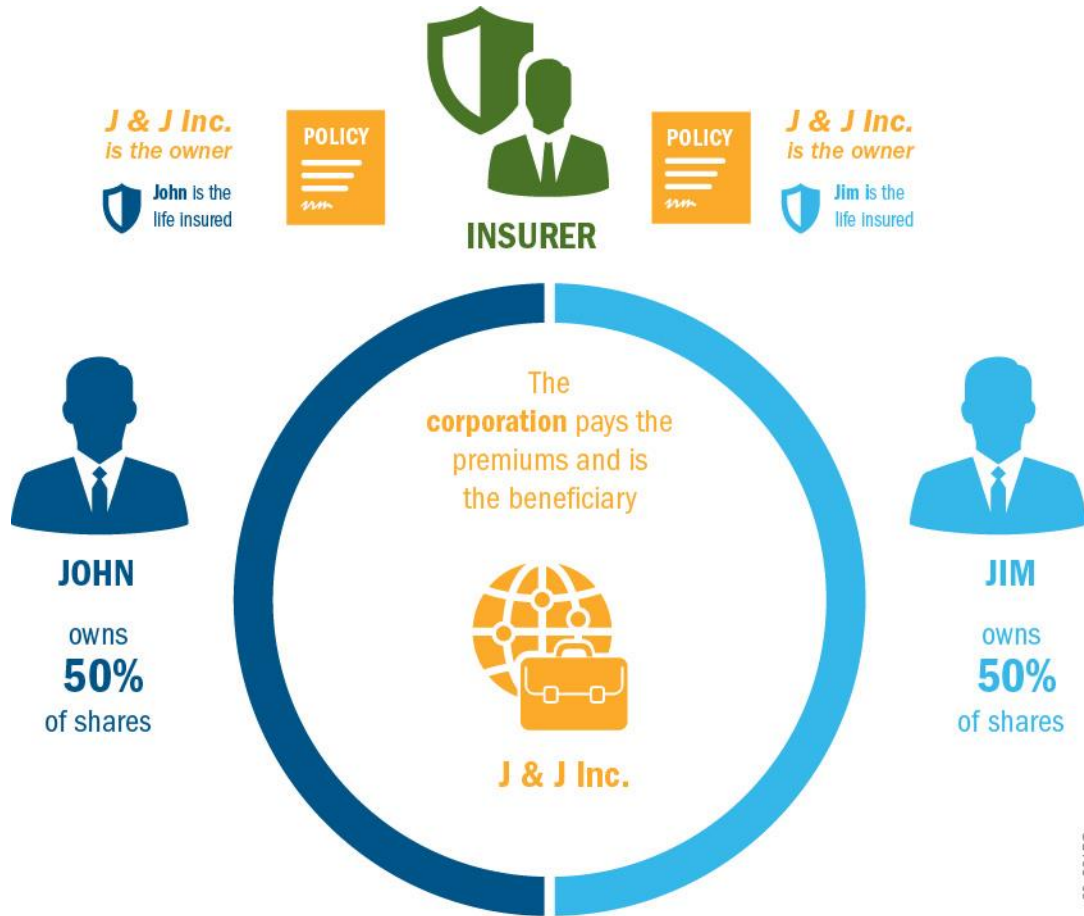 J & J Inc.
is the owner
John is the
life insured
POLICY
INSURER
POLICY
J & J Inc.
is the owner
Jim is the
life insured
The
corporation pays the
premiums and is
the beneficiary
J & J Inc.
JOHN
owns
50%
of shares
JIM
owns
50%
of shares